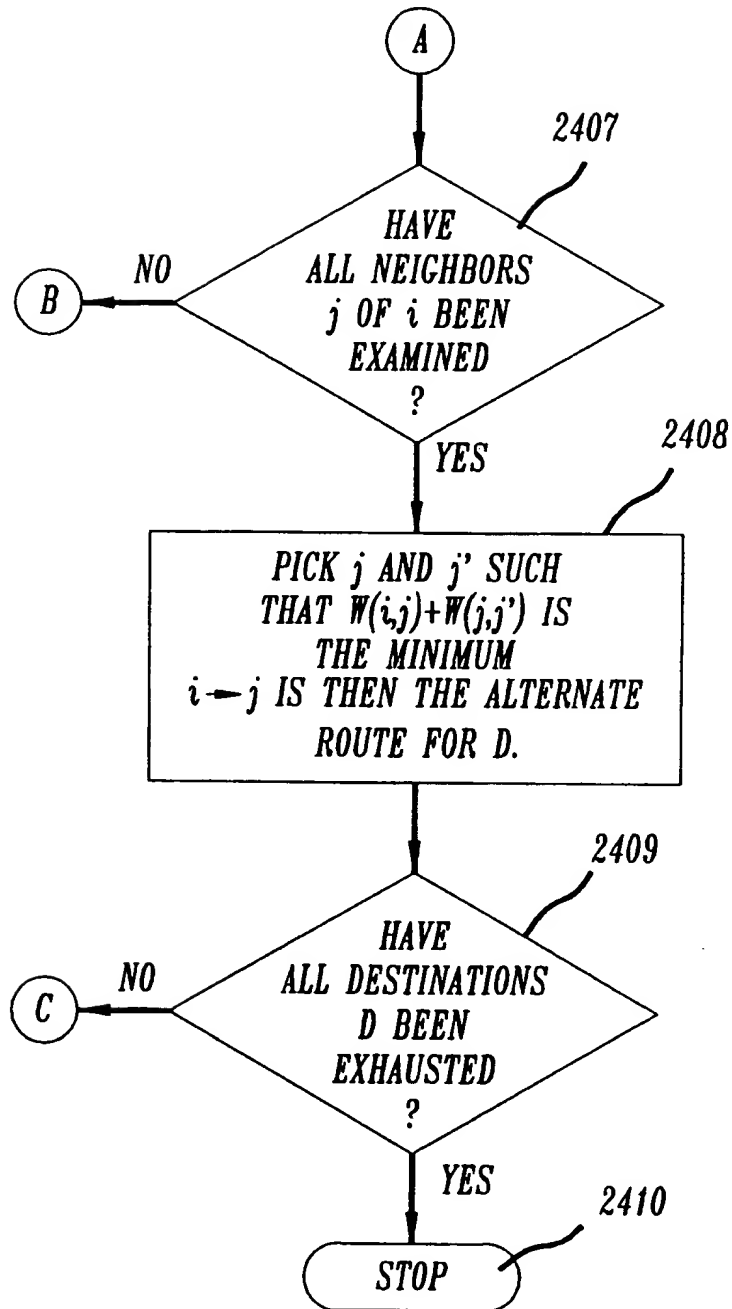 A
2407
HAVE
ALL NEIGHBORS
j OF i BEEN
EXAMINED
?
NO
B
YES
2408
PICK j AND j' SUCH
THAT W(i,j)+W(j,j') IS
THE MINIMUM
i→j IS THEN THE ALTERNATE
ROUTE FOR D.
2409
HAVE
ALL DESTINATIONS
D BEEN
EXHAUSTED
?
NO
C
YES
2410
STOP